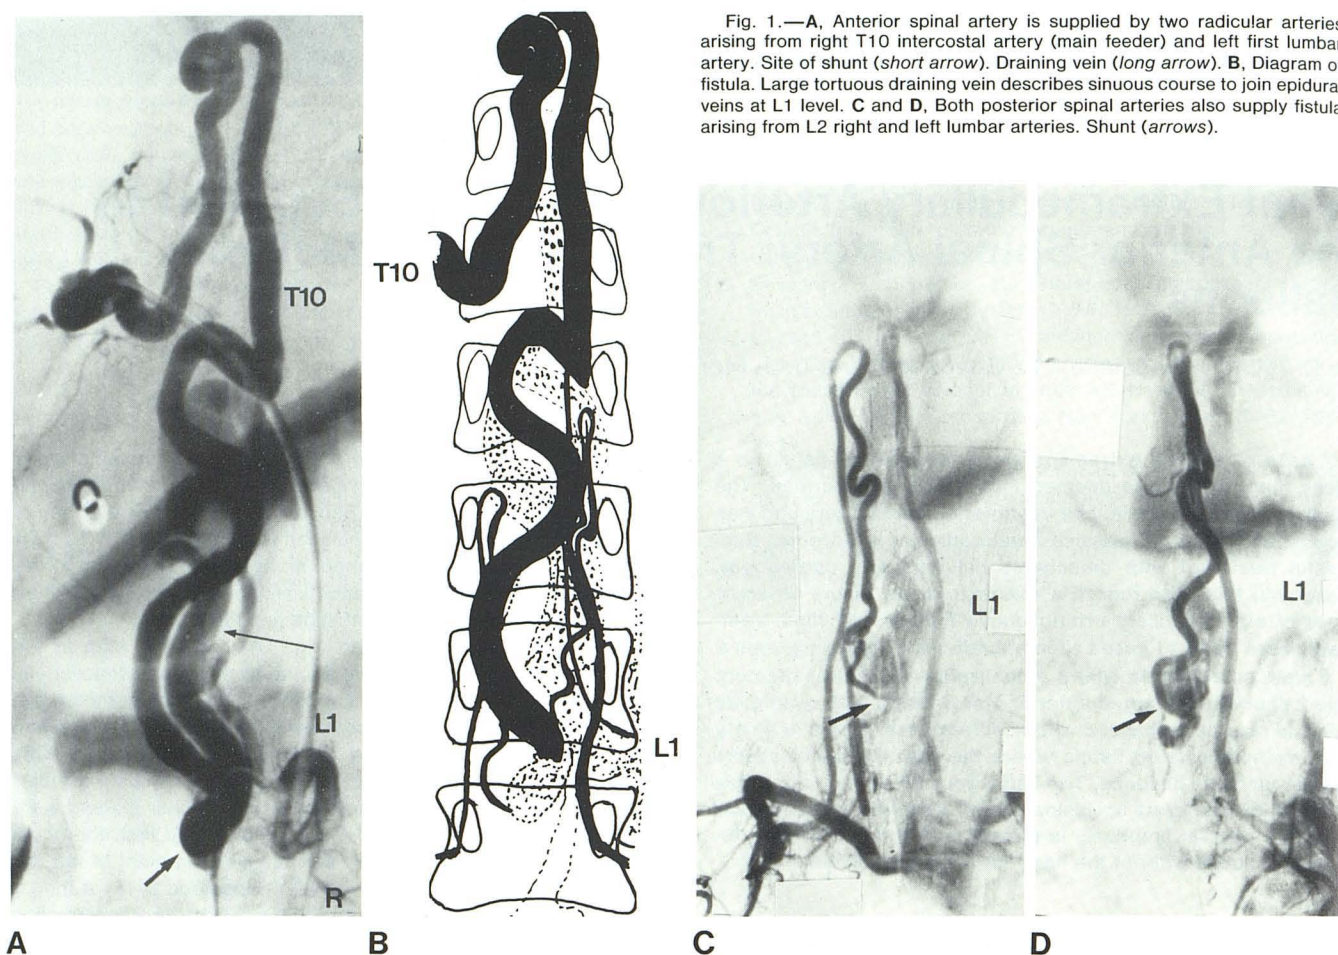 Fig. 1.—A, Anterior spinal artery is supplied by two radicular arteries
arising from right T10 intercostal artery (main feeder) and left first lumbar
artery. Site of shunt (short arrow). Draining vein (long arrow). B, Diagram o
fistula. Large tortuous draining vein describes sinuous course to join epidura
veins at L1 level. C and D, Both posterior spinal arteries also supply fistula
arising from L2 right and left lumbar arteries. Shunt (arrows).
T10
L1
R
A
T10
L1
B
L1
C
L1
D